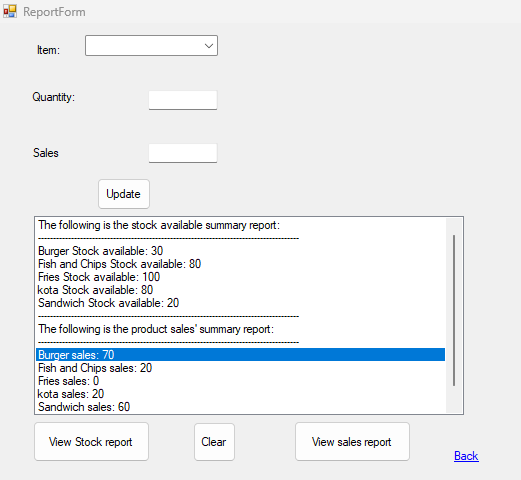 ReportForm
Item:
Quantity:
Sales
Update
The following is the stock available summary report:
--------------------------------------------------------------------------------------
Burger Stock available: 30
Fish and Chips Stock available: 80
Fries Stock available: 100
kota Stock available: 80
Sandwich Stock available: 20
--------------------------------------------------------------------------------------
The following is the product sales' summary report:
--------------------------------------------------------------------------------------
Burger sales: 70
Fish and Chips sales: 20
Fries sales: 0
kota sales: 20
Sandwich sales: 60
View Stock report
Clear
View sales report
Back